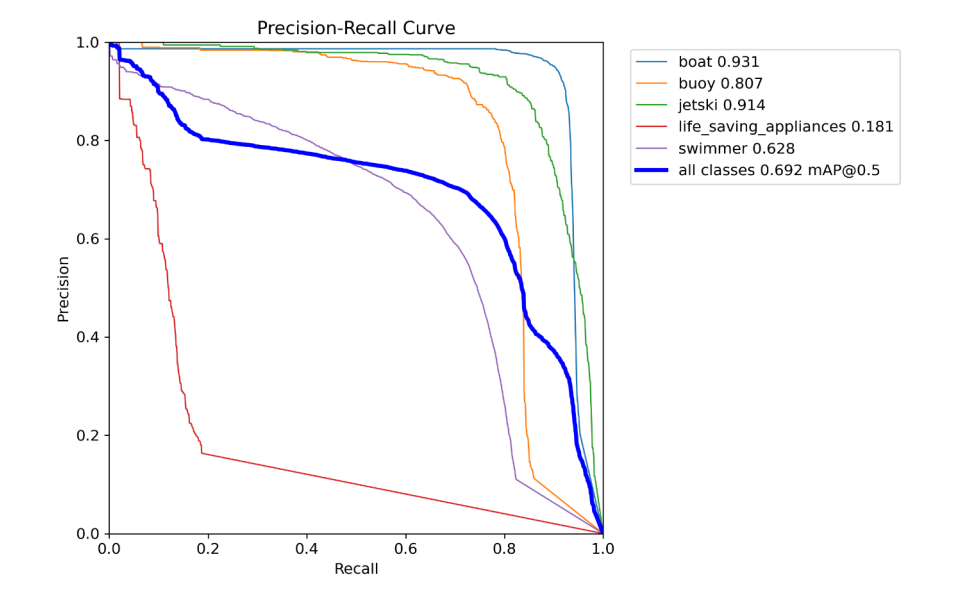 Precision-Recall Curve
1.0
0.8
0.6
0.4
0.2
0.0
Precision
0.0 0.2 0.4 0.6 0.8 1.0
Recall
boat 0.931
buoy 0.807
jetski 0.914
life_saving_appliances 0.181
swimmer 0.628
all classes 0.692 mAP@0.5